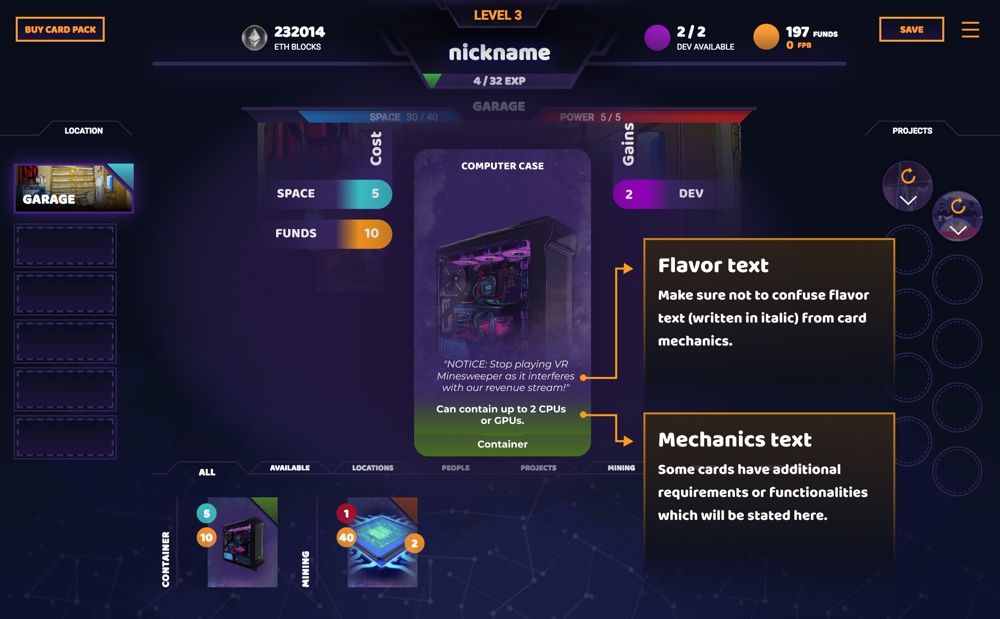 BUY CARD PACK
232014
ETH BLOCKS
LEVEL 3
nickname
4 / 32 EXP
2 / 2
DEV AVAILABLE
197 FUNDS
0 FPB
SAVE
GARAGE
SPACE 30 / 40
POWER 5 / 5
LOCATION
PROJECTS
GARAGE
Cost
SPACE 5
FUNDS 10
COMPUTER CASE
Gains
2 DEV
"NOTICE: Stop playing VR
Minesweeper as it interferes
with our revenue stream!"
Can contain up to 2 CPUs
or GPUs.
Container
Flavor text
Make sure not to confuse flavor
text (written in italic) from card
mechanics.
Mechanics text
Some cards have additional
requirements or functionalities
which will be stated here.
ALL
AVAILABLE
LOCATIONS
PEOPLE
PROJECTS
MINING
CONTAINER
5
10
MINING
1
40
2